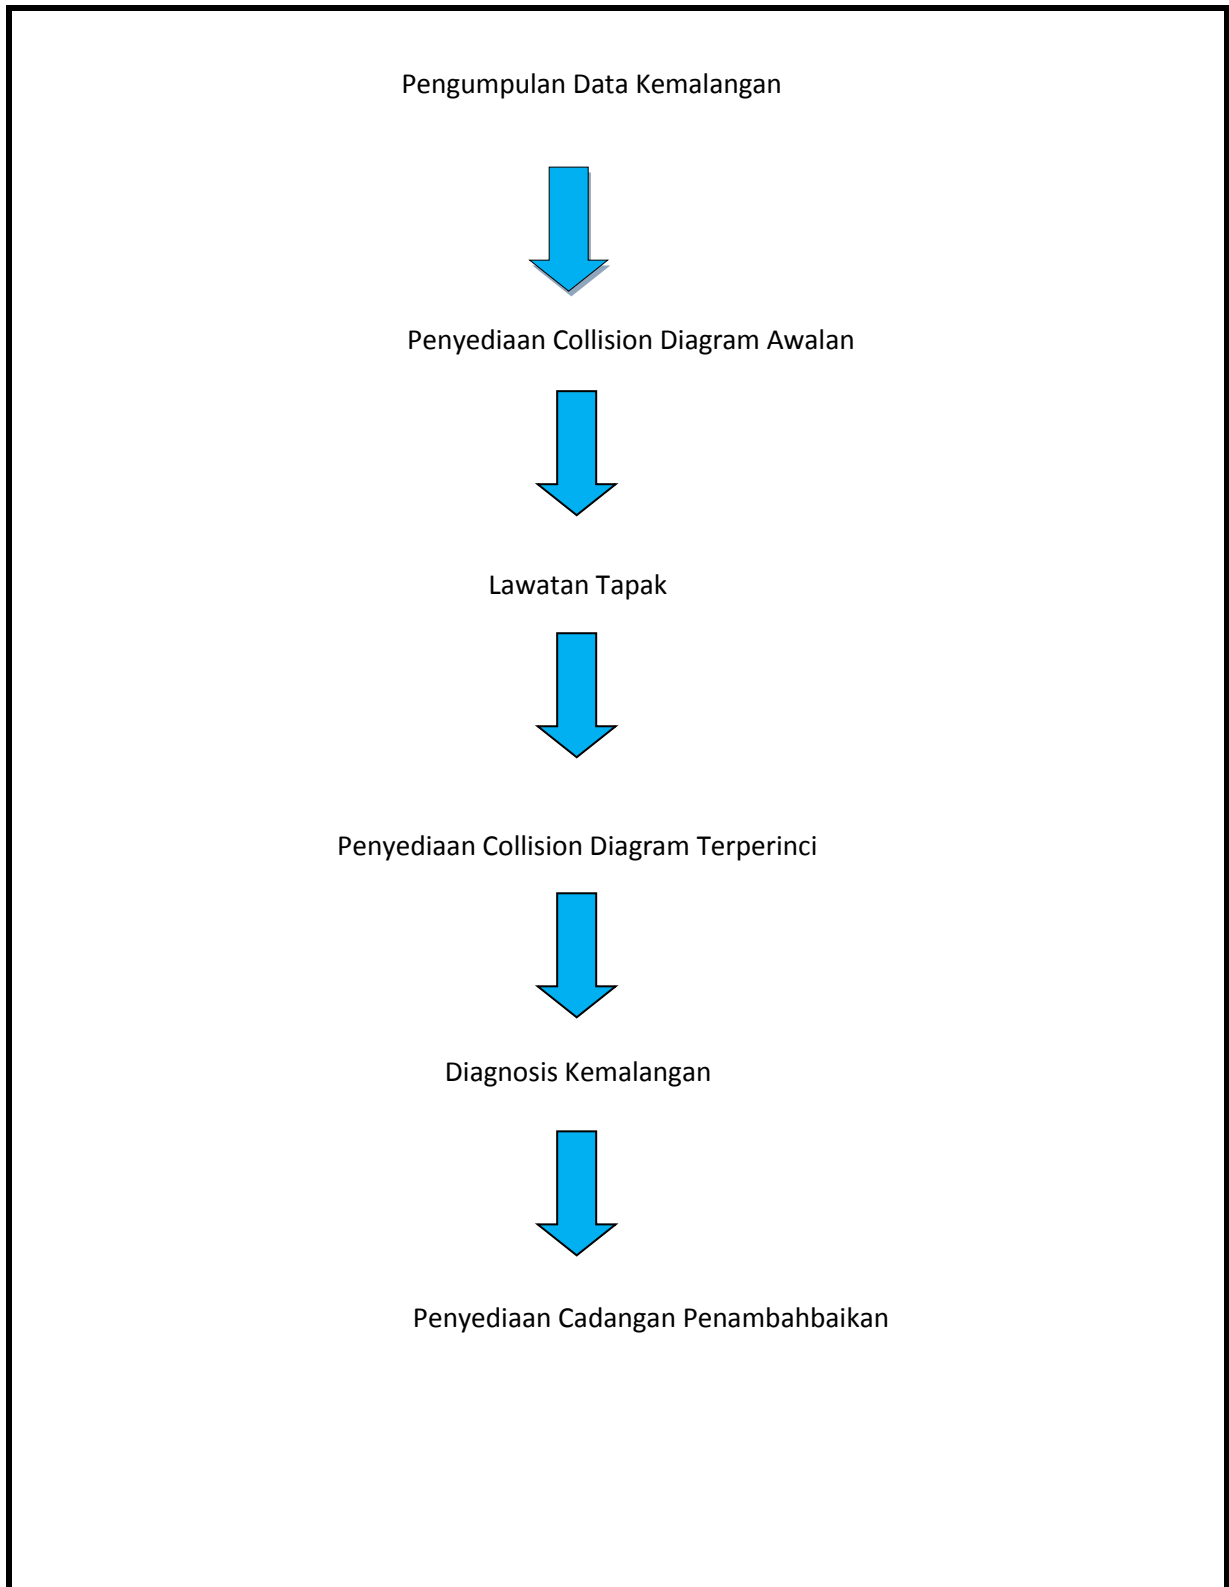 Pengumpulan Data Kemalangan
Penyediaan Collision Diagram Awalan
Lawatan Tapak
Penyediaan Collision Diagram Terperinci
Diagnosis Kemalangan
Penyediaan Cadangan Penambahbaikan